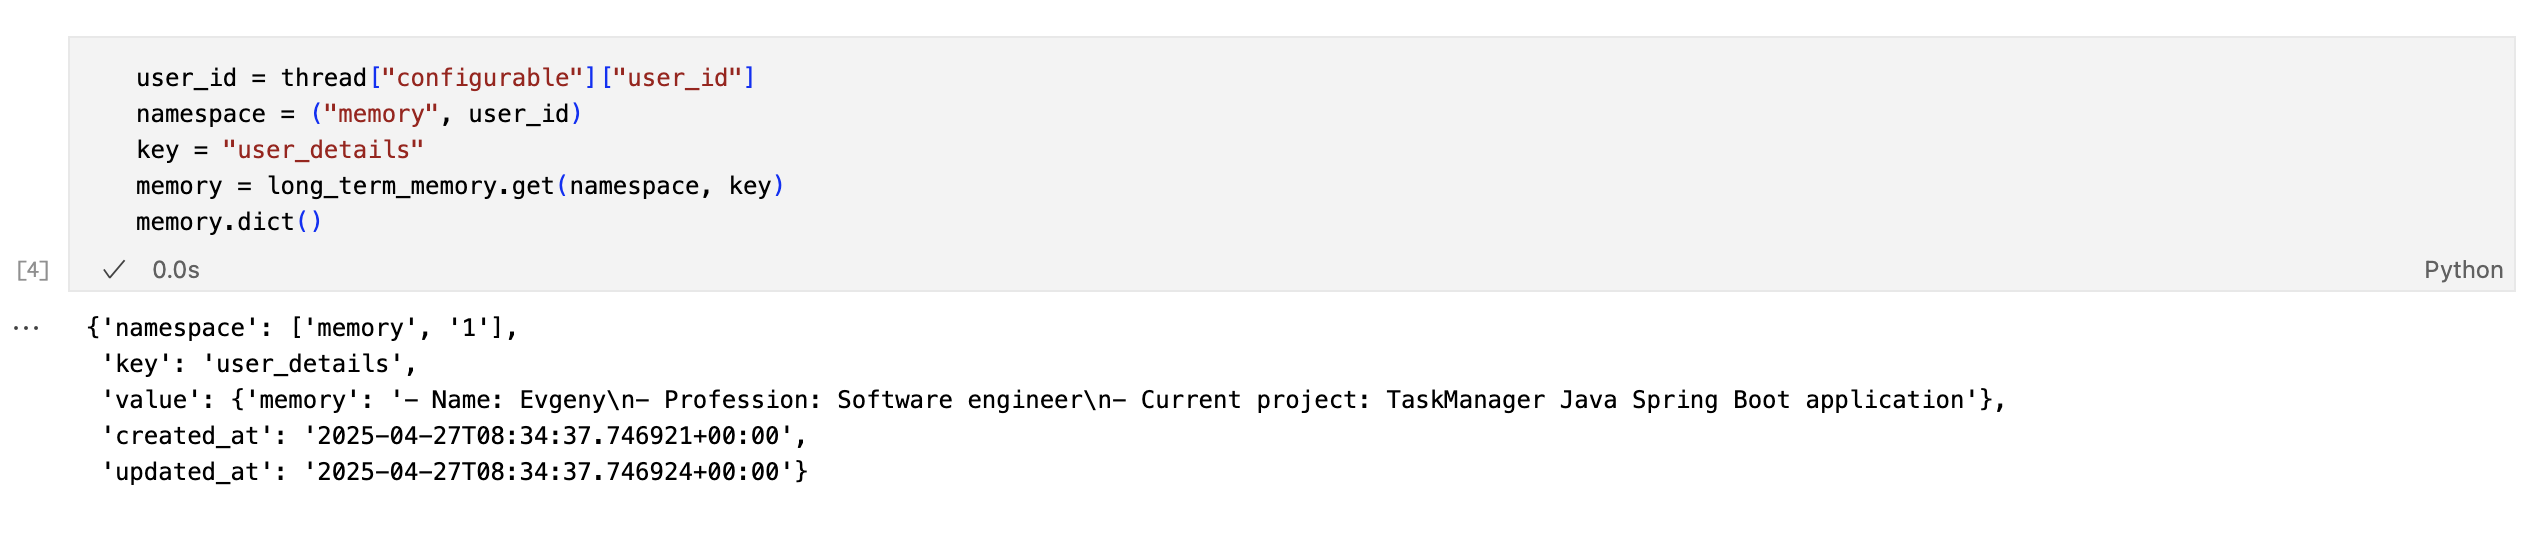 user_id = thread["configurable"]["user_id"]
namespace = ("memory", user_id)
key = "user_details"
memory = long_term_memory.get(namespace, key)
memory.dict()
[4]
0.0s
Python
...
{'namespace': ['memory', '1'],
 'key': 'user_details',
 'value': {'memory': '- Name: Evgeny\n- Profession: Software engineer\n- Current project: TaskManager Java Spring Boot application'},
 'created_at': '2025-04-27T08:34:37.746921+00:00',
 'updated_at': '2025-04-27T08:34:37.746924+00:00'}